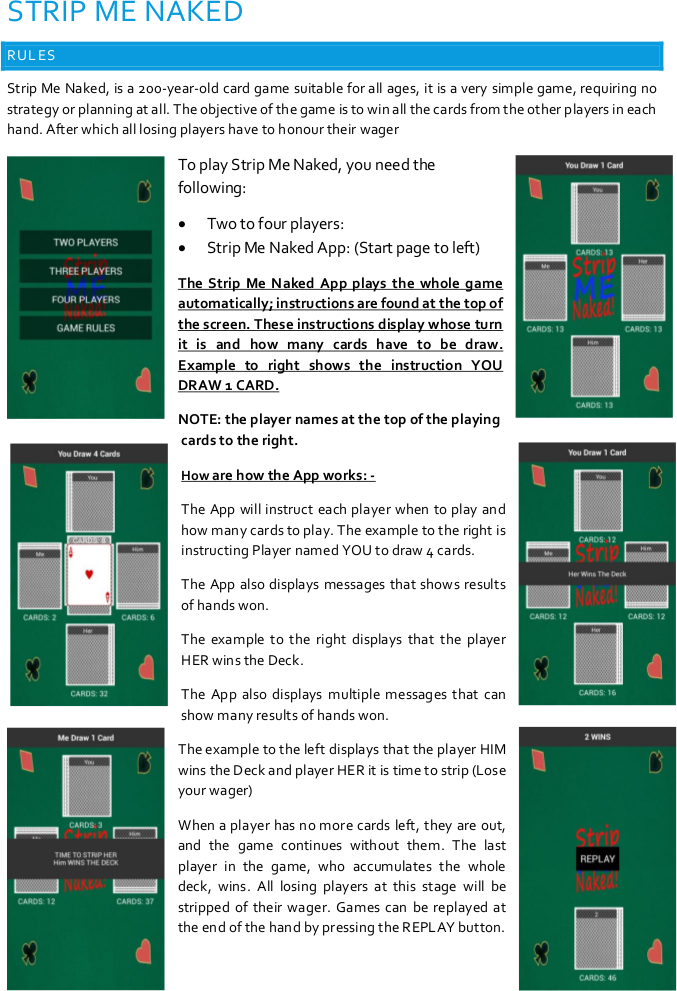 STRIP ME NAKED
RULES
Strip Me Naked, is a 200-year-old card game suitable for all ages, it is a very simple game, requiring no
strategy or planning at all. The objective of the game is to win all the cards from the other players in each
hand. After which all losing players have to honour their wager
TWO PLAYERS
THREE PLAYERS
FOUR PLAYERS
GAME RULES
To play Strip Me Naked, you need the
following:
• Two to four players:
• Strip Me Naked App: (Start page to left)
The Strip Me Naked App plays the whole game
automatically; instructions are found at the top of
the screen. These instructions display whose turn
it is and how many cards have to be draw.
Example to right shows the instruction YOU
DRAW 1 CARD.
NOTE: the player names at the top of the playing
cards to the right.
You Draw 1 Card
You
CARDS: 13
Me
Strip
ME
Naked!
Her
CARDS: 13
CARDS: 13
Him
CARDS: 13
You Draw 4 Cards
You
CARDS: 8
Me
A
Him
CARDS: 2
CARDS: 6
Her
CARDS: 32
How are how the App works: -
The App will instruct each player when to play and
how many cards to play. The example to the right is
instructing Player named YOU to draw 4 cards.
The App also displays messages that shows results
of hands won.
The example to the right displays that the player
HER wins the Deck.
The App also displays multiple messages that can
show many results of hands won.
The example to the left displays that the player HIM
wins the Deck and player HER it is time to strip (Lose
your wager)
When a player has no more cards left, they are out,
and the game continues without them. The last
player in the game, who accumulates the whole
deck, wins. All losing players at this stage will be
stripped of their wager. Games can be replayed at
the end of the hand by pressing the REPLAY button.
You Draw 1 Card
You
CARDS: 12
Me
Strip
Him
Her Wins The Deck
Naked!
CARDS: 12
CARDS: 12
Her
CARDS: 16
Me Draw 1 Card
You
CARDS: 3
Him
TIME TO STRIP HER
Him WINS THE DECK
Naked!
CARDS: 12
CARDS: 37
2 WINS
Strip
REPLAY
Naked!
2
CARDS: 46